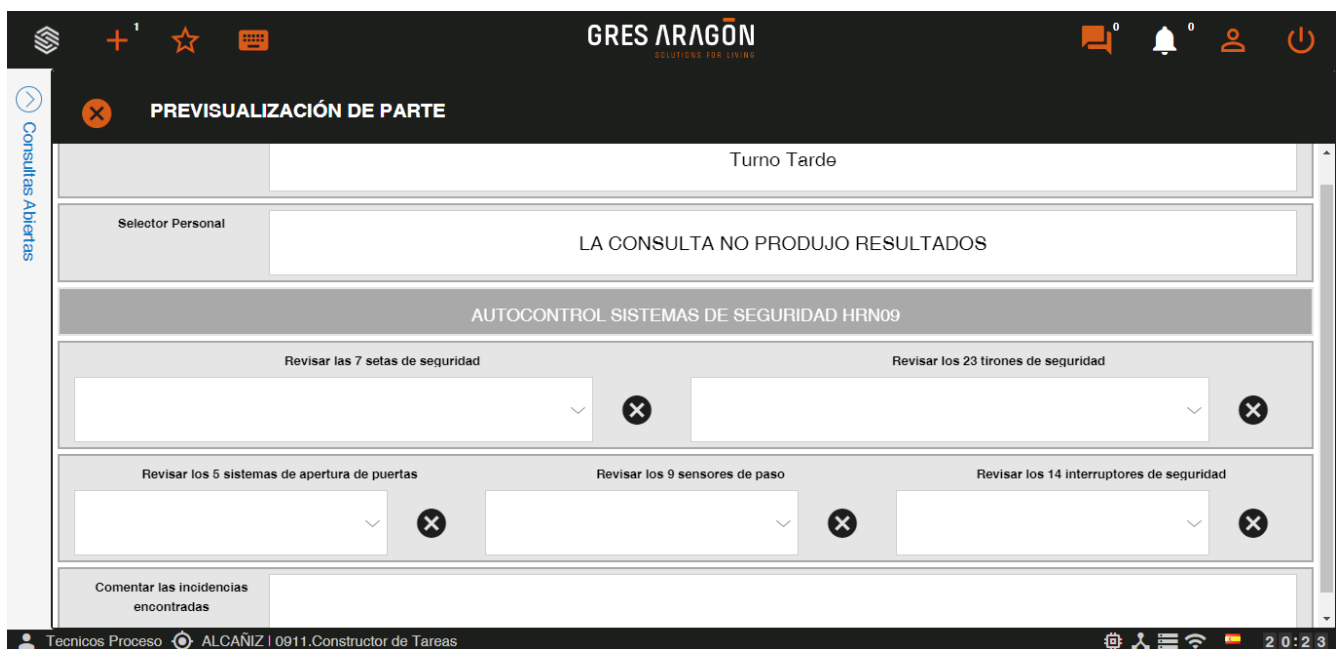 1
GRES ARAGŌN
SOLUTIONS FOR LIVING
0
0
Consultas Abiertas
PREVISUALIZACIÓN DE PARTE
Turno Tarde
Selector Personal
LA CONSULTA NO PRODUJO RESULTADOS
AUTOCONTROL SISTEMAS DE SEGURIDAD HRN09
Revisar las 7 setas de seguridad
Revisar los 23 tirones de seguridad
Revisar los 5 sistemas de apertura de puertas
Revisar los 9 sensores de paso
Revisar los 14 interruptores de seguridad
Comentar las incidencias
encontradas
Tecnicos Proceso
ALCAÑIZ | 0911.Constructor de Tareas
20:23